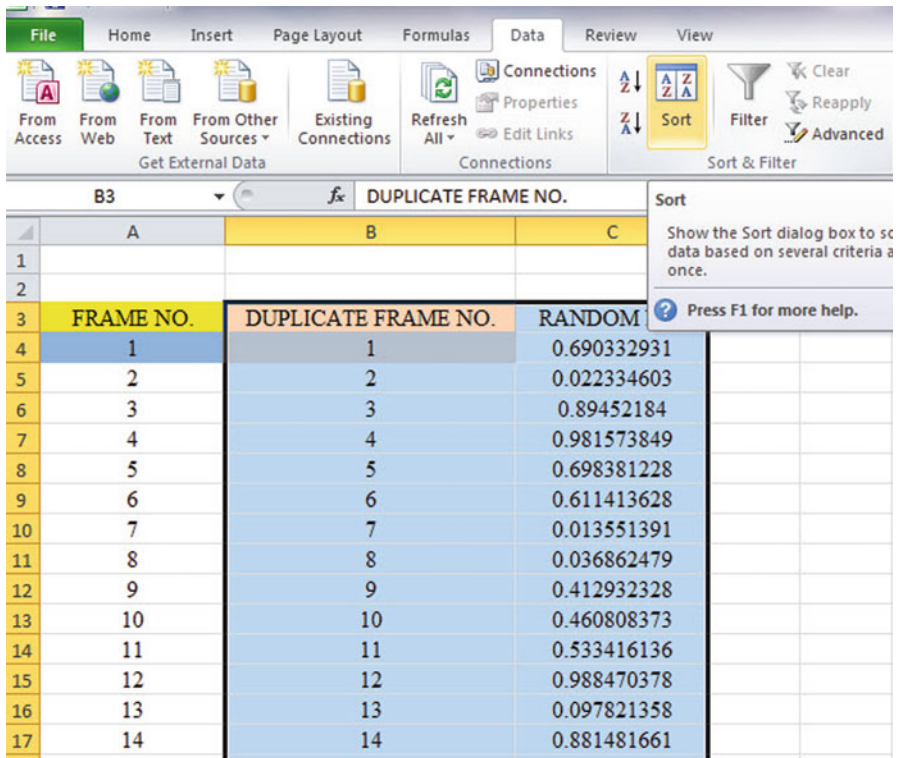 File Home Insert Page Layout Formulas Data Review View
From Access
From Web
From Text
From Other Sources
Existing Connections
Get External Data
Refresh All
Connections
Properties
Edit Links
Connections
A Z
Z A
A Z
Z A
Sort
Filter
Clear
Reapply
Advanced
Sort & Filter
B3 fx DUPLICATE FRAME NO.
Sort
Show the Sort dialog box to
data based on several criteria
once.
Press F1 for more help.
A B C
1
2
3 FRAME NO. DUPLICATE FRAME NO. RANDOM
4 1 1 0.690332931
5 2 2 0.022334603
6 3 3 0.89452184
7 4 4 0.981573849
8 5 5 0.698381228
9 6 6 0.611413628
10 7 7 0.013551391
11 8 8 0.036862479
12 9 9 0.412932328
13 10 10 0.460808373
14 11 11 0.533416136
15 12 12 0.988470378
16 13 13 0.097821358
17 14 14 0.881481661